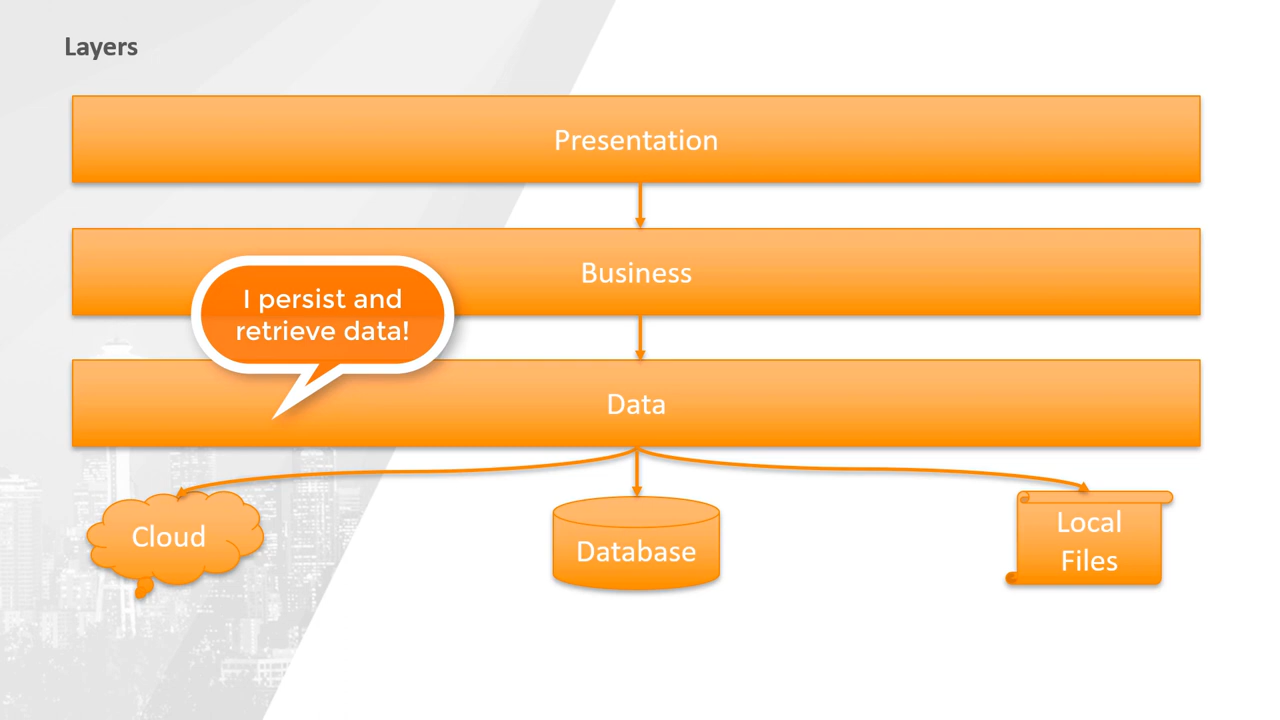 Layers
Presentation
Business
I persist and
retrieve data!
Data
Cloud
Database
Local
Files